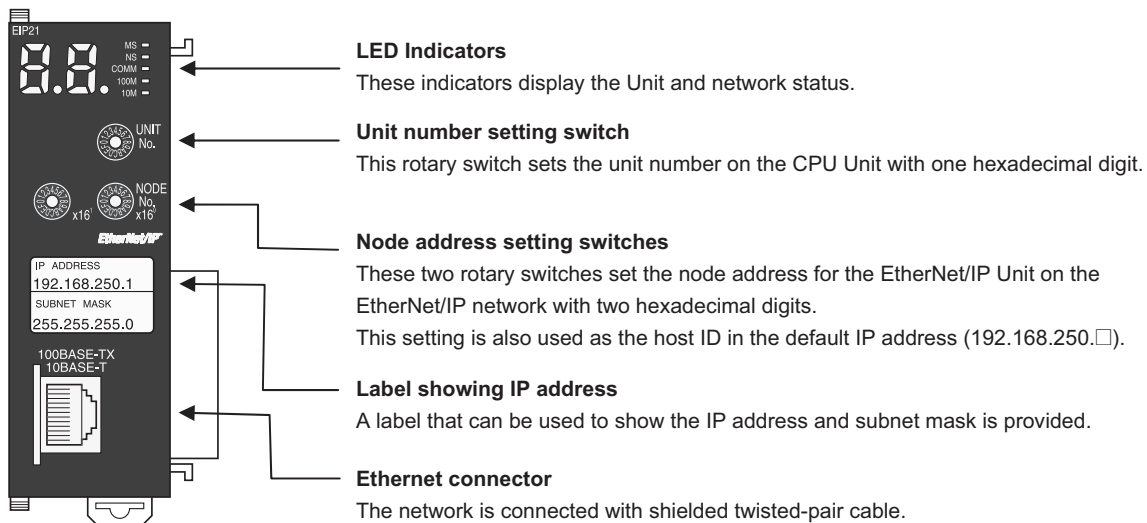 EIP21
8.8.
MS
NS
COMM
100M
10M
UNIT
No.
NODE
No.
x16¹
x16⁰
EtherNet/IP
IP ADDRESS
192.168.250.1
SUBNET MASK
255.255.255.0
100BASE-TX
10BASE-T
LED Indicators
These indicators display the Unit and network status.
Unit number setting switch
This rotary switch sets the unit number on the CPU Unit with one hexadecimal digit.
Node address setting switches
These two rotary switches set the node address for the EtherNet/IP Unit on the
EtherNet/IP network with two hexadecimal digits.
This setting is also used as the host ID in the default IP address (192.168.250.□).
Label showing IP address
A label that can be used to show the IP address and subnet mask is provided.
Ethernet connector
The network is connected with shielded twisted-pair cable.